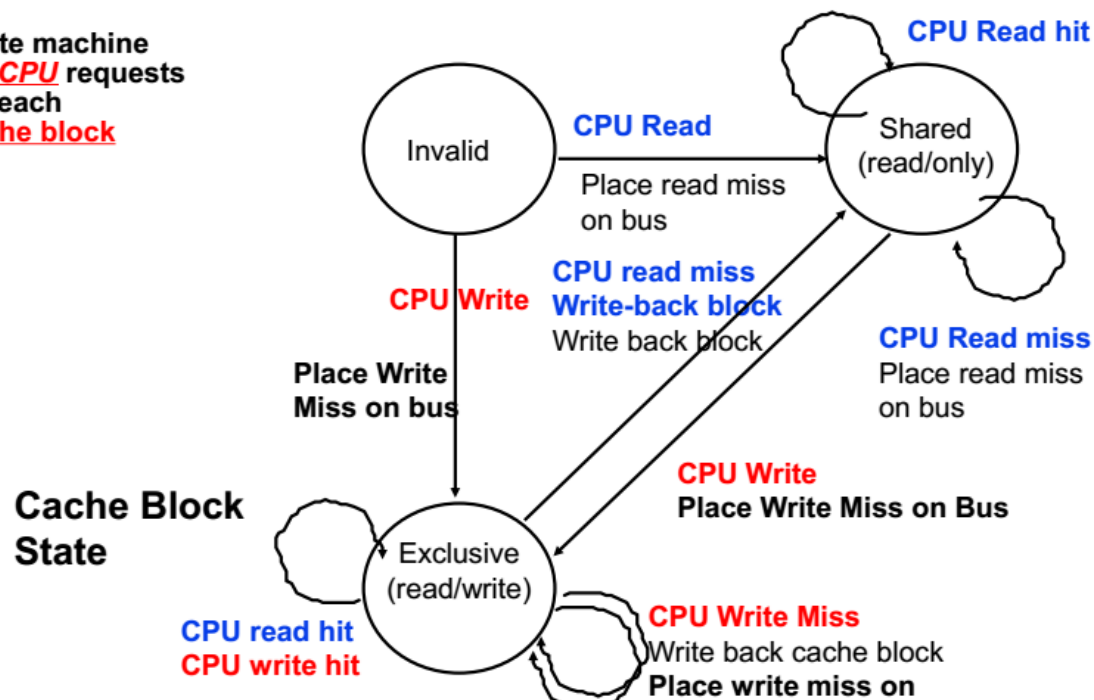 te machine
CPU requests
each
he block
CPU Read hit
Invalid
CPU Read
Place read miss
on bus
Shared
(read/only)
CPU Write
CPU read miss
Write-back block
Write back block
CPU Read miss
Place read miss
on bus
Place Write
Miss on bus
CPU Write
Place Write Miss on Bus
Cache Block
State
Exclusive
(read/write)
CPU read hit
CPU write hit
CPU Write Miss
Write back cache block
Place write miss on